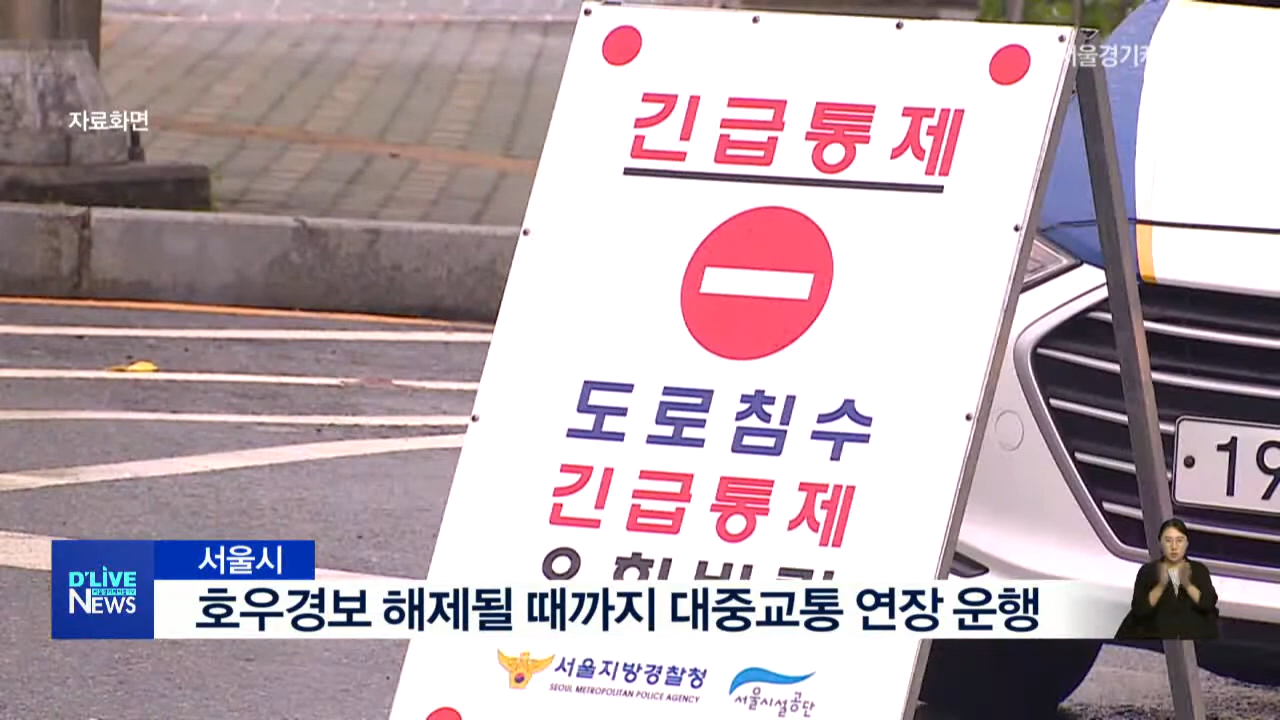 서울경기케
자료화면
긴급통제
도로침수
긴급통제
19
서울시
D'LIVE
NEWS
호우경보 해제될 때까지 대중교통 연장 운행
서울지방경찰청
SEOUL METROPOLITAN POLICE AGENCY
서울시설공단